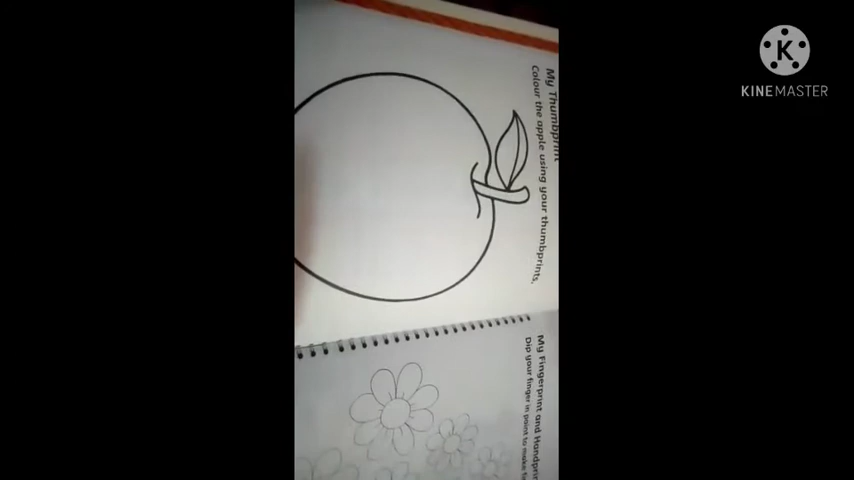 My Thumbprint
Colour the apple using your thumbprints.
My Fingerprint and
Dip your finger in paint to make
K
KINEMASTER